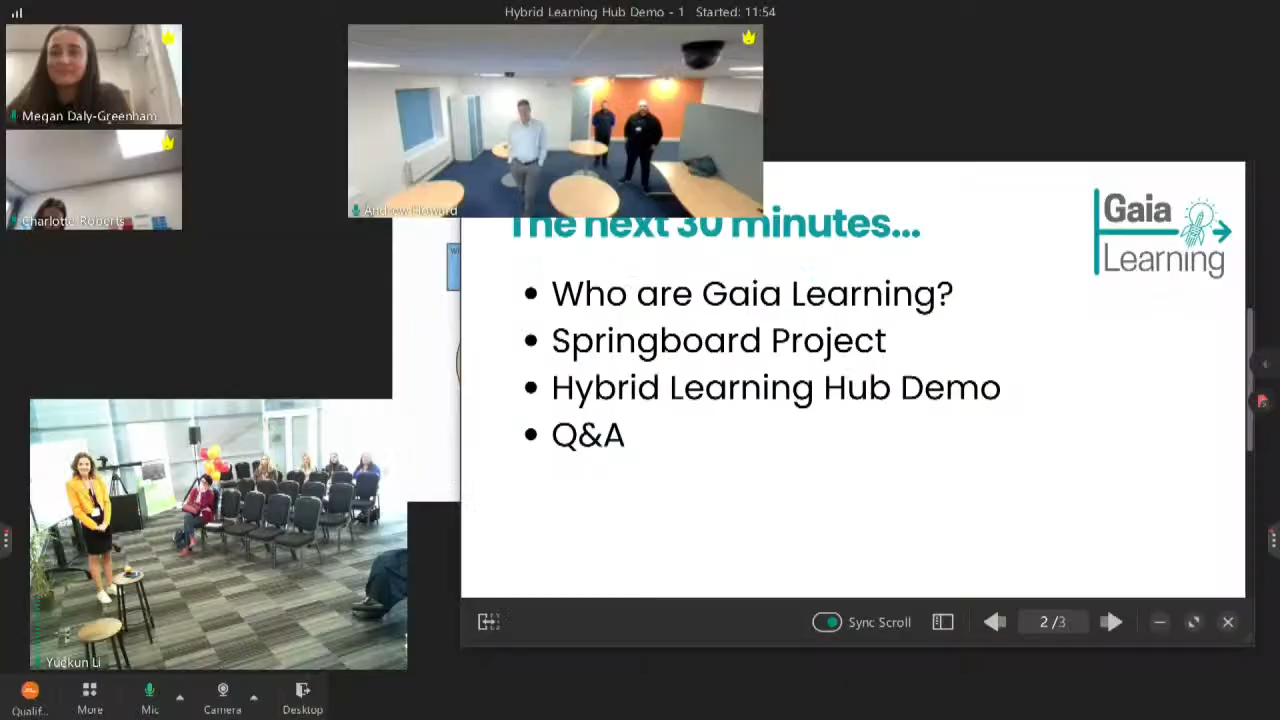 Hybrid Learning Hub Demo - 1 Started: 11:54
Megan Daly-Greenham
Charlotte Roberts
Andrew Howard
The next 30 minutes...
Gaia
Learning
• Who are Gaia Learning?
• Springboard Project
• Hybrid Learning Hub Demo
• Q&A
Sync Scroll
2/3
Yuekun Li
Qualif...
More
Mic
Camera
Desktop